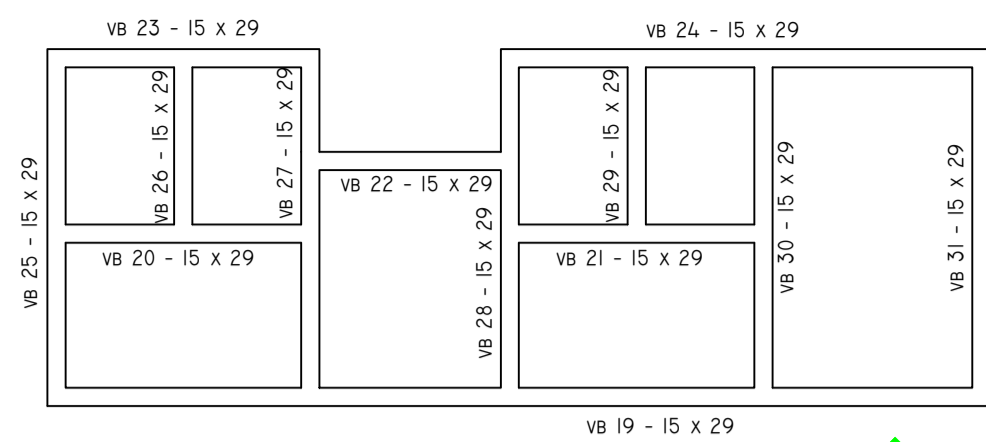 VB 23 - 15 X 29
VB 24 - 15 X 29
VB 25 - 15 X 29
VB 26 - 15 X 29
VB 27 - 15 X 29
VB 22 - 15 X 29
VB 28 - 15 X 29
VB 29 - 15 X 29
VB 30 - 15 X 29
VB 31 - 15 X 29
VB 20 - 15 X 29
VB 21 - 15 X 29
VB 19 - 15 X 29